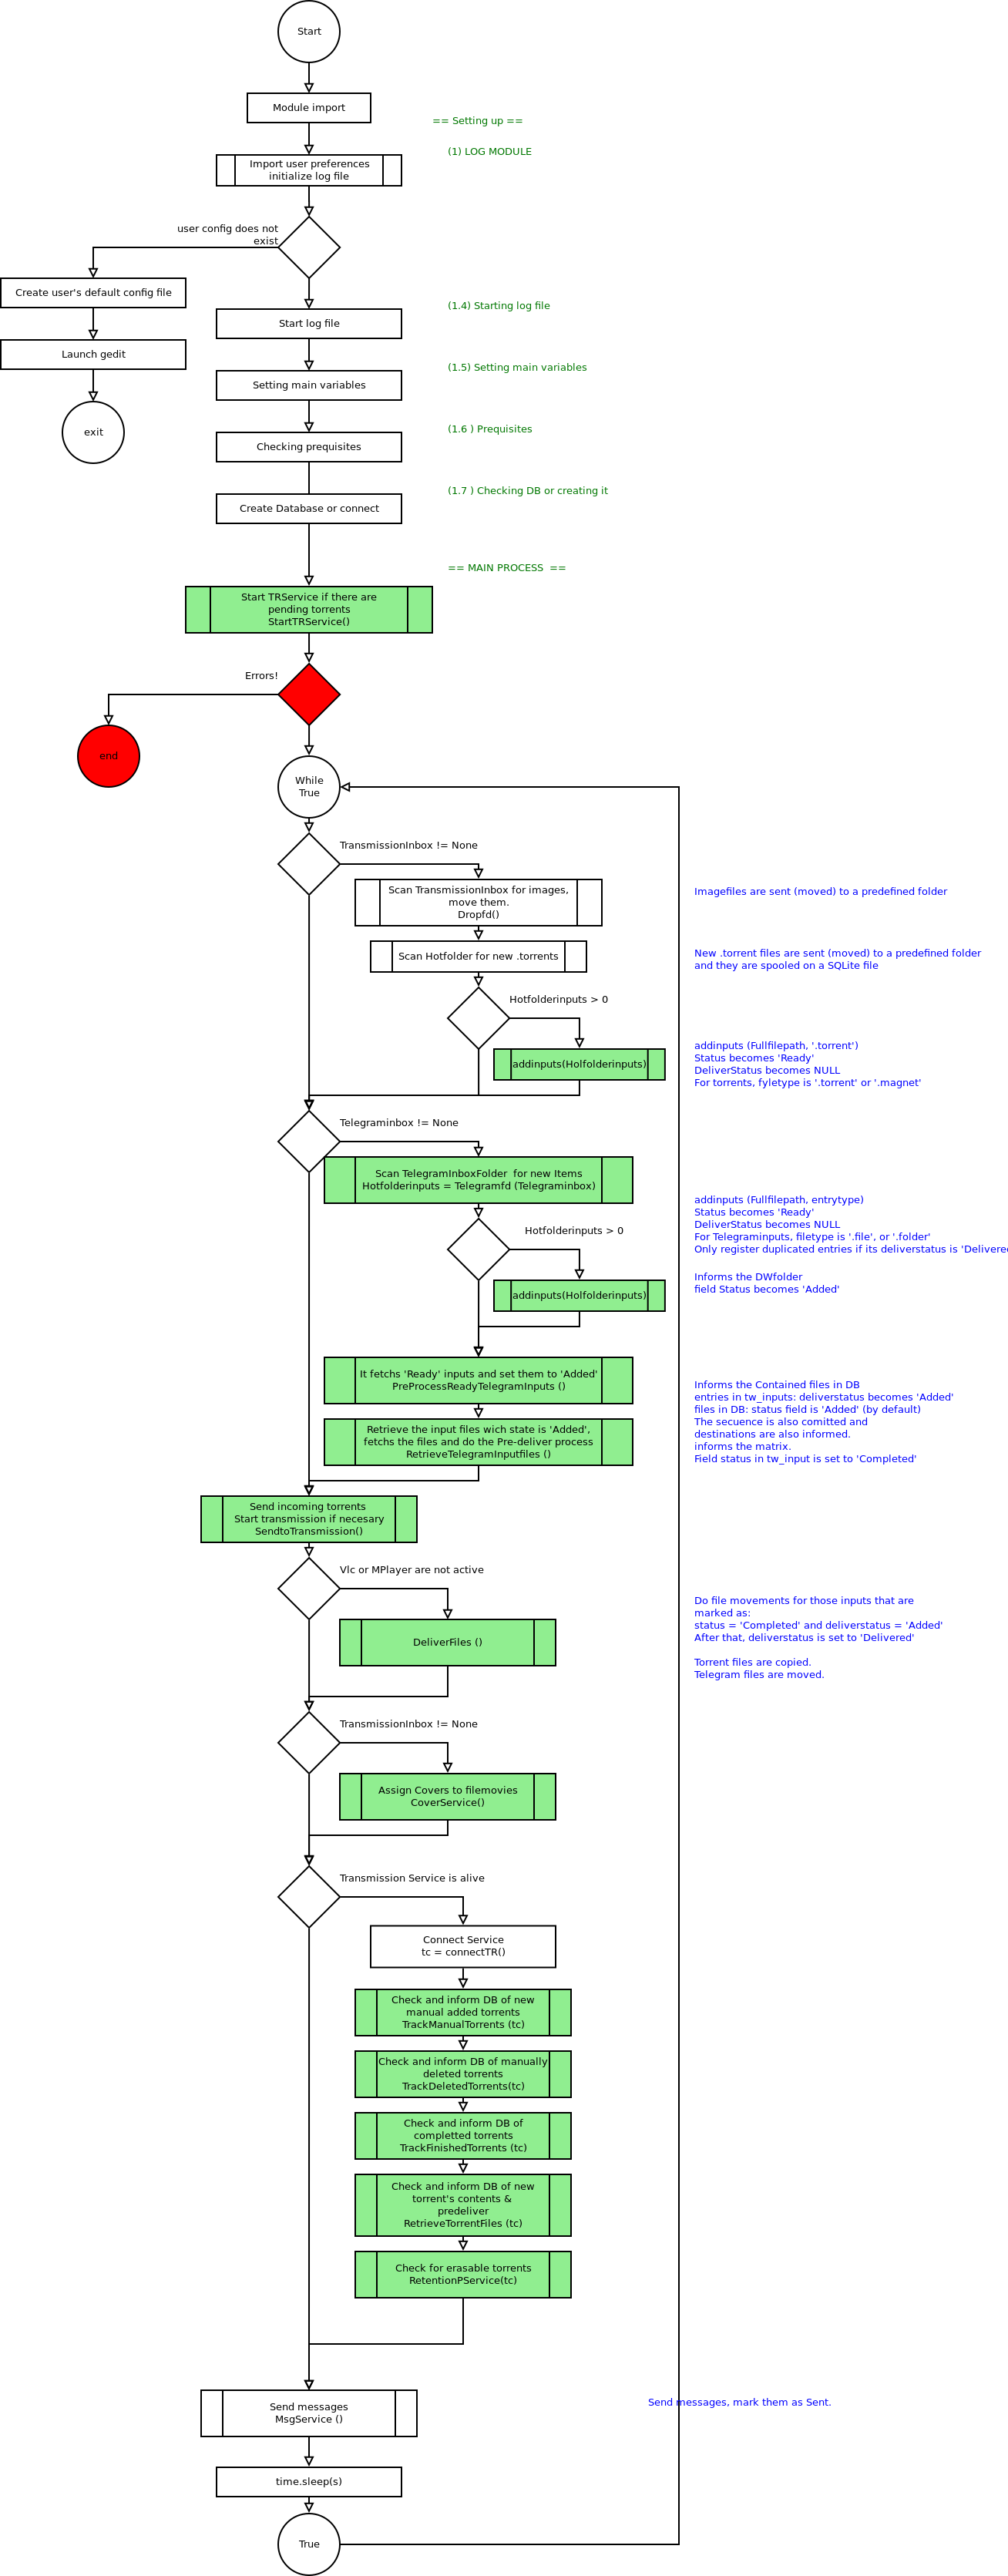 Start
Module import
== Setting up ==
(1) LOG MODULE
Import user preferences
initialize log file
user config does not
exist
Create user's default config file
(1.4) Starting log file
Start log file
Launch gedit
(1.5) Setting main variables
Setting main variables
exit
(1.6 ) Prequisites
Checking prequisites
(1.7 ) Checking DB or creating it
Create Database or connect
== MAIN PROCESS  ==
Start TRService if there are
pending torrents
StartTRService()
Errors!
end
While
True
TransmissionInbox != None
Scan TransmissionInbox for images,
move them.
Dropfd()
Imagefiles are sent (moved) to a predefined folder
Scan Hotfolder for new .torrents
New .torrent files are sent (moved) to a predefined folder
and they are spooled on a SQLite file
Hotfolderinputs > 0
addinputs(Holfolderinputs)
addinputs (Fullfilepath, '.torrent')
Status becomes 'Ready'
DeliverStatus becomes NULL
For torrents, fyletype is '.torrent' or '.magnet'
Telegraminbox != None
Scan TelegramInboxFolder  for new Items
Hotfolderinputs = Telegramfd (Telegraminbox)
addinputs (Fullfilepath, entrytype)
Status becomes 'Ready'
DeliverStatus becomes NULL
For Telegraminputs, filetype is '.file', or '.folder'
Only register duplicated entries if its deliverstatus is 'Delivere
Hotfolderinputs > 0
addinputs(Holfolderinputs)
Informs the DWfolder
field Status becomes 'Added'
It fetchs 'Ready' inputs and set them to 'Added'
PreProcessReadyTelegramInputs ()
Retrieve the input files wich state is 'Added',
fetchs the files and do the Pre-deliver process
RetrieveTelegramInputfiles ()
Informs the Contained files in DB
entries in tw_inputs: deliverstatus becomes 'Added'
files in DB: status field is 'Added' (by default)
The secuence is also comitted and
destinations are also informed.
informs the matrix.
Field status in tw_input is set to 'Completed'
Send incoming torrents
Start transmission if necesary
SendtoTransmission()
Vlc or MPlayer are not active
DeliverFiles ()
Do file movements for those inputs that are
marked as:
status = 'Completed' and deliverstatus = 'Added'
After that, deliverstatus is set to 'Delivered'
Torrent files are copied.
Telegram files are moved.
TransmissionInbox != None
Assign Covers to filemovies
CoverService()
Transmission Service is alive
Connect Service
tc = connectTR()
Check and inform DB of new
manual added torrents
TrackManualTorrents (tc)
Check and inform DB of manually
deleted torrents
TrackDeletedTorrents(tc)
Check and inform DB of
completted torrents
TrackFinishedTorrents (tc)
Check and inform DB of new
torrent's contents &
predeliver
RetrieveTorrentFiles (tc)
Check for erasable torrents
RetentionPService(tc)
Send messages
MsgService ()
Send messages, mark them as Sent.
time.sleep(s)
True